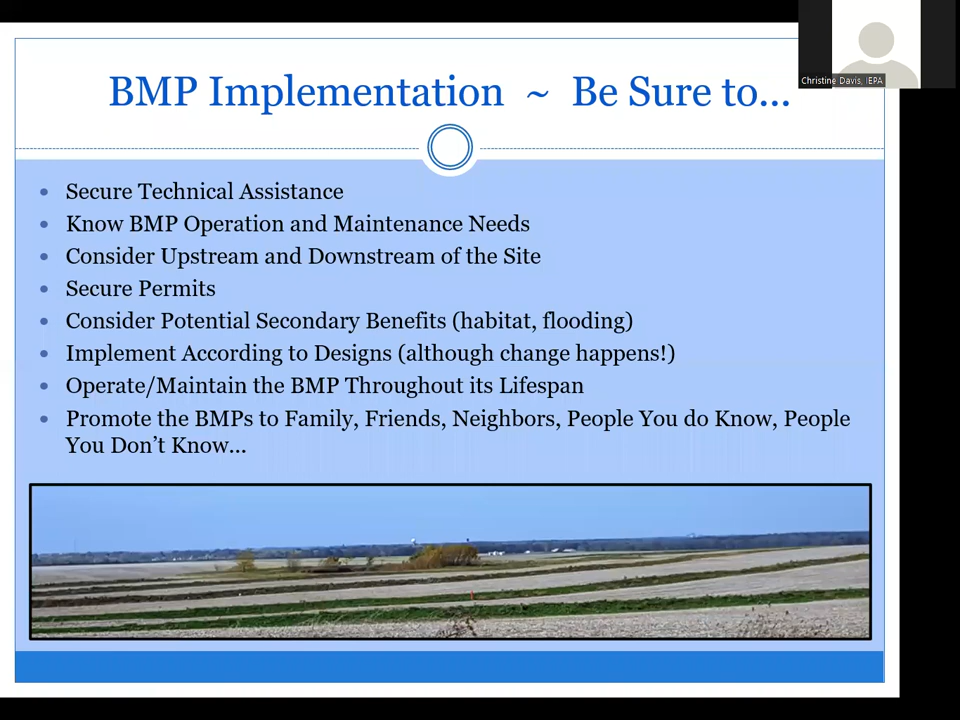 BMP Implementation ~ Be Sure to...
Christine Davis, IEPA
Secure Technical Assistance
Know BMP Operation and Maintenance Needs
Consider Upstream and Downstream of the Site
Secure Permits
Consider Potential Secondary Benefits (habitat, flooding)
Implement According to Designs (although change happens!)
Operate/Maintain the BMP Throughout its Lifespan
Promote the BMPs to Family, Friends, Neighbors, People You do Know, People
You Don't Know...